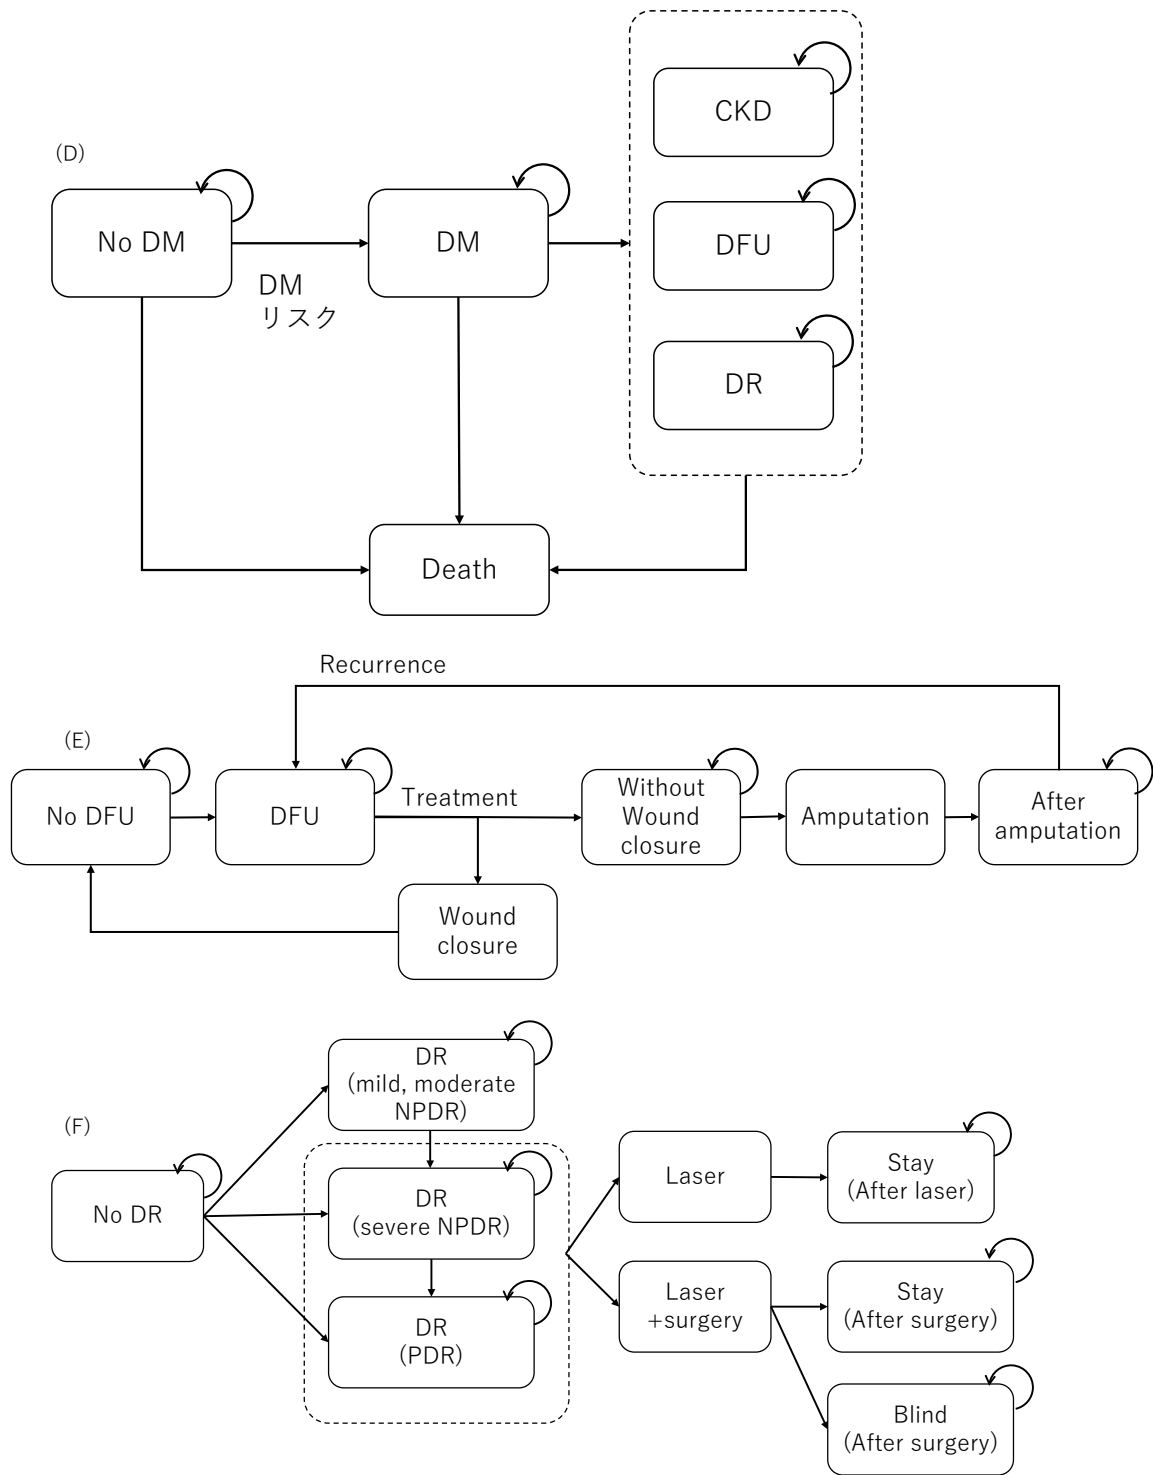 (D)
No DM
DM
リスク
DM
CKD
DFU
DR
Death
Recurrence
(E)
No DFU
DFU
Treatment
Without
Wound
closure
Amputation
After
amputation
Wound
closure
(F)
No DR
DR
(mild, moderate
NPDR)
DR
(severe NPDR)
DR
(PDR)
Laser
Stay
(After laser)
Laser
+surgery
Stay
(After surgery)
Blind
(After surgery)